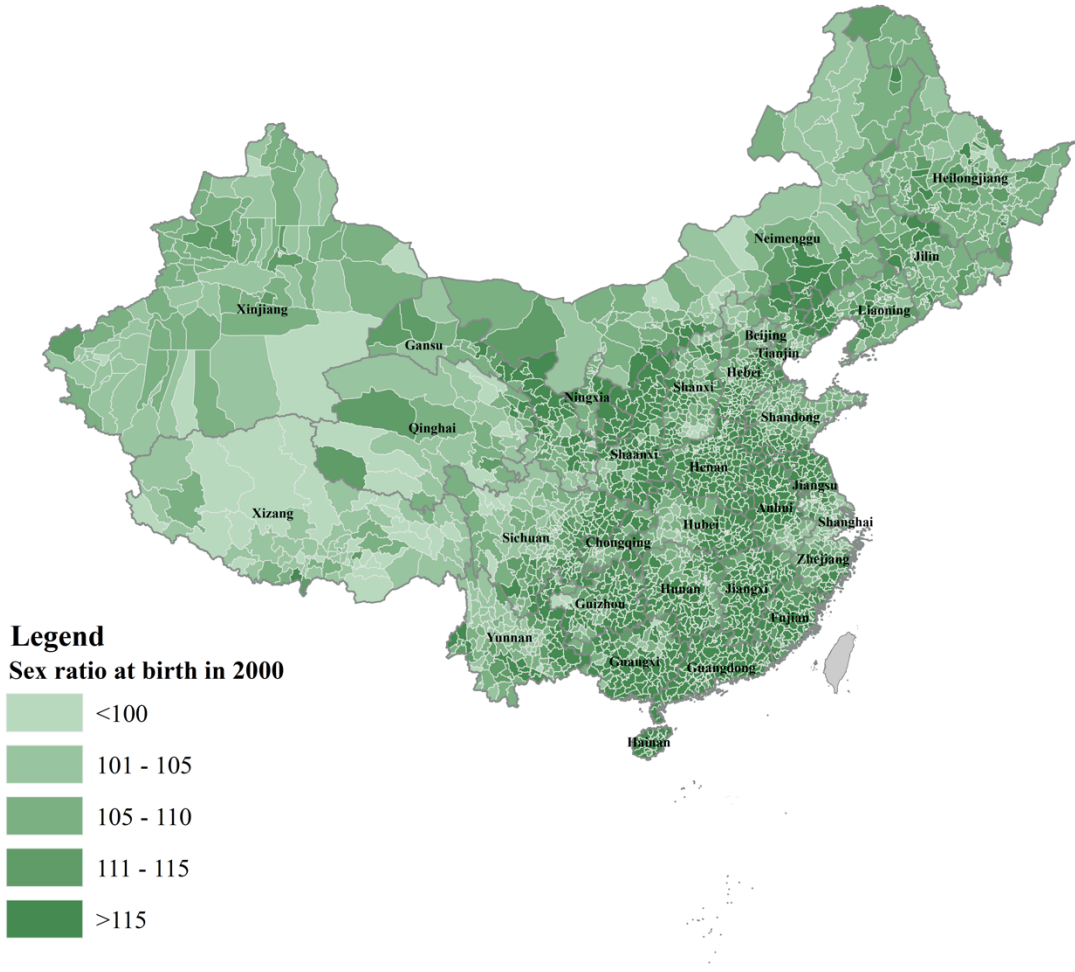 Heilongjiang
Neimenggu
Jilin
Xinjiang
Liaoning
Beijing
Gansu
Tianjin
Hebei
Shanxi
Ningxia
Shandong
Qinghai
Shaanxi
Henan
Jiangsu
Anhui
Xizang
Shanghai
Hubei
Sichuan
Chongqing
Zhejiang
Hunan
Jiangxi
Guizhou
Fujian
Yunnan
Guangxi
Guangdong
Hainan
Legend
Sex ratio at birth in 2000
<100
101 - 105
105 - 110
111 - 115
>115